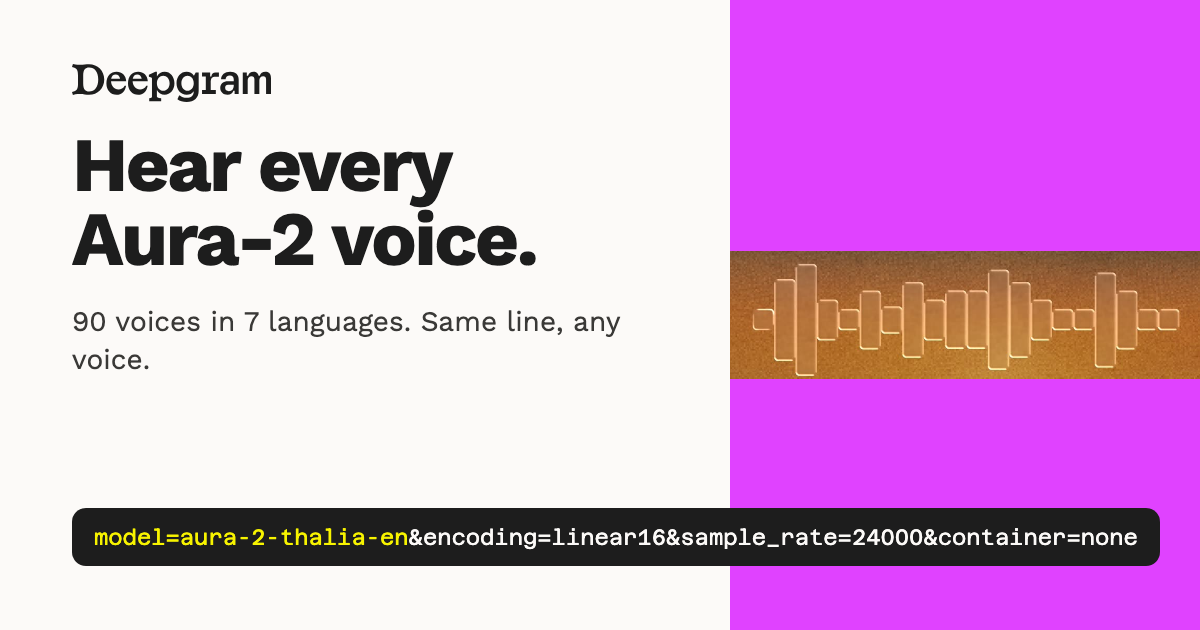 Deepgram
Hear every
Aura-2 voice.
90 voices in 7 languages. Same line, any
voice.
model=aura-2-thalia-en&encoding=linear16&sample_rate=24000&container=none